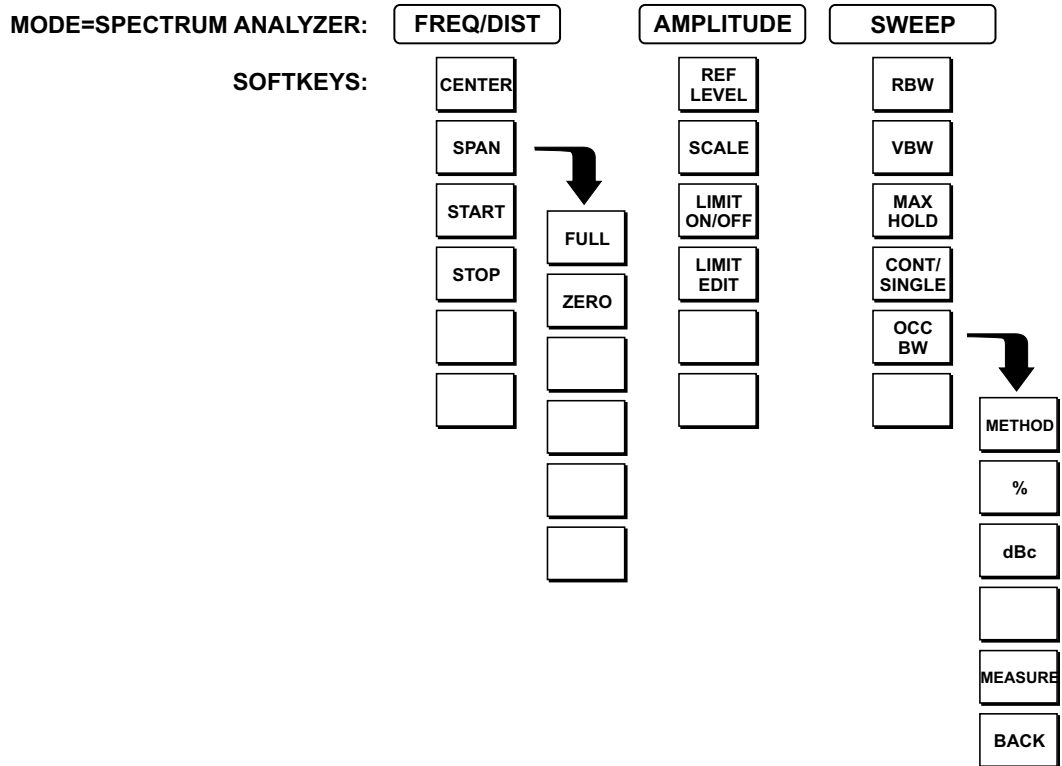 MODE=SPECTRUM ANALYZER:
FREQ/DIST
AMPLITUDE
SWEEP
SOFTKEYS:
CENTER
SPAN
START
STOP
FULL
ZERO
REF
LEVEL
SCALE
LIMIT
ON/OFF
LIMIT
EDIT
RBW
VBW
MAX
HOLD
CONT/
SINGLE
OCC
BW
METHOD
%
dBc
MEASURE
BACK